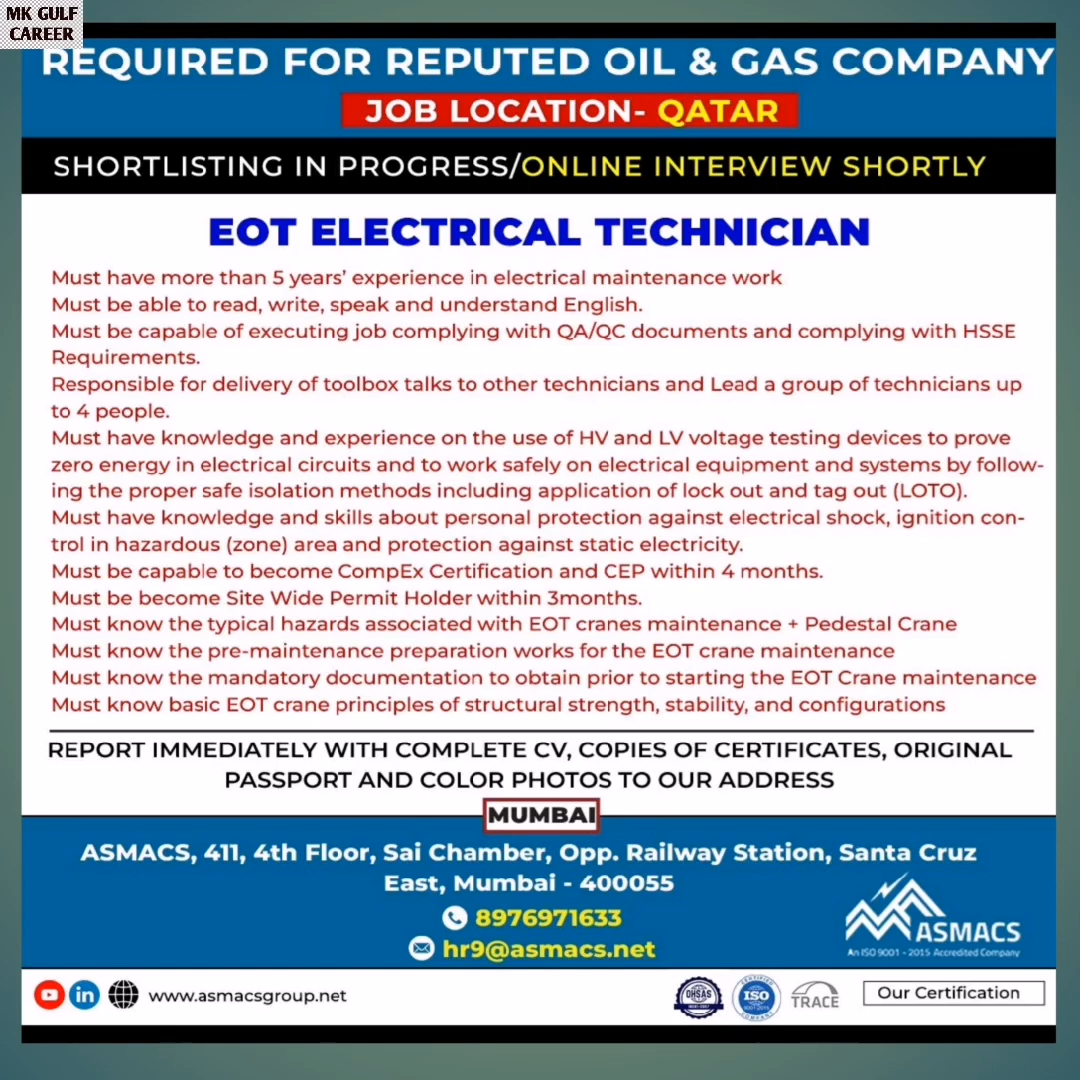 MK GULF
CAREER
REQUIRED FOR REPUTED OIL & GAS COMPANY
JOB LOCATION- QATAR
SHORTLISTING IN PROGRESS/ONLINE INTERVIEW SHORTLY
EOT ELECTRICAL TECHNICIAN
Must have more than 5 years’ experience in electrical maintenance work
Must be able to read, write, speak and understand English.
Must be capable of executing job complying with QA/QC documents and complying with HSSE
Requirements.
Responsible for delivery of toolbox talks to other technicians and Lead a group of technicians up
to 4 people.
Must have knowledge and experience on the use of HV and LV voltage testing devices to prove
zero energy in electrical circuits and to work safely on electrical equipment and systems by follow-
ing the proper safe isolation methods including application of lock out and tag out (LOTO).
Must have knowledge and skills about personal protection against electrical shock, ignition con-
trol in hazardous (zone) area and protection against static electricity.
Must be capable to become CompEx Certification and CEP within 4 months.
Must be become Site Wide Permit Holder within 3months.
Must know the typical hazards associated with EOT cranes maintenance + Pedestal Crane
Must know the pre-maintenance preparation works for the EOT crane maintenance
Must know the mandatory documentation to obtain prior to starting the EOT Crane maintenance
Must know basic EOT crane principles of structural strength, stability, and configurations
REPORT IMMEDIATELY WITH COMPLETE CV, COPIES OF CERTIFICATES, ORIGINAL
PASSPORT AND COLOR PHOTOS TO OUR ADDRESS
MUMBAI
ASMACS, 411, 4th Floor, Sai Chamber, Opp. Railway Station, Santa Cruz
East, Mumbai - 400055
8976971633
hr9@asmacs.net
ASMACS
An ISO 9001 - 2015 Accredited Company
in
www.asmacsgroup.net
OHSAS
CERTIFIED
ISO
9001:2015
COMPANY
TRACE
Our Certification